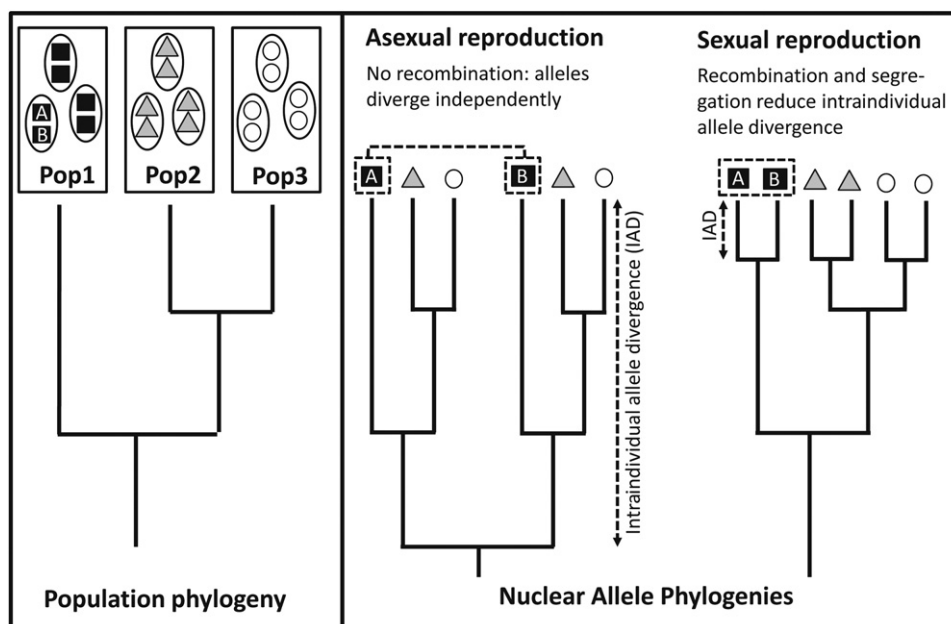 A
B
Pop1
Pop2
Pop3
Population phylogeny
Asexual reproduction
No recombination: alleles
diverge independently
A
B
Intraindividual allele divergence (IAD)
Sexual reproduction
Recombination and segre-
gation reduce intraindividual
allele divergence
A
B
IAD
Nuclear Allele Phylogenies